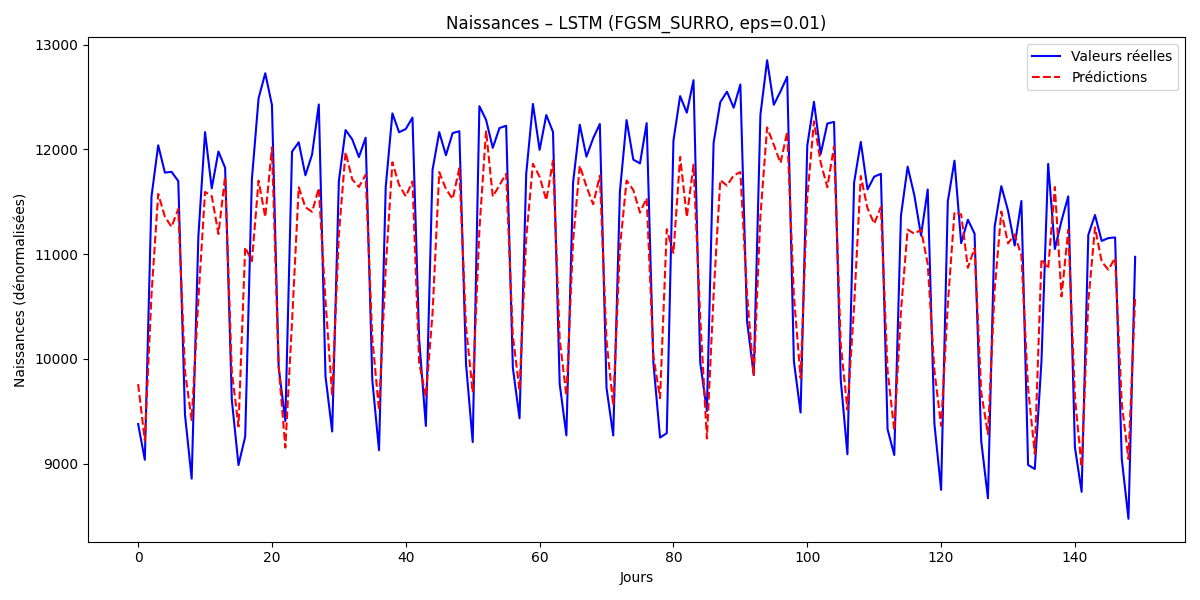 Naissances – LSTM (FGSM_SURRO, eps=0.01)
13000
12000
11000
10000
9000
Naissances (dénormalisées)
Valeurs réelles
Prédictions
0 20 40 60 80 100 120 140
Jours